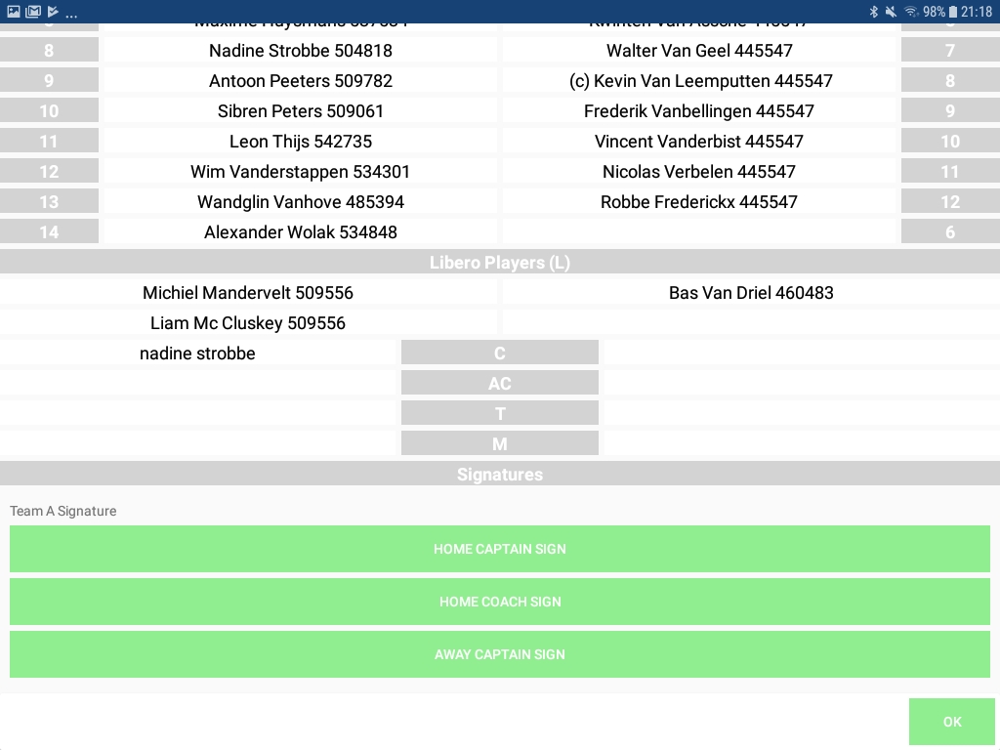 ... 98% 21:18
8 Nadine Strobbe 504818 Walter Van Geel 445547 7
9 Antoon Peeters 509782 (c) Kevin Van Leemputten 445547 8
10 Sibren Peters 509061 Frederik Vanbellingen 445547 9
11 Leon Thijs 542735 Vincent Vanderbist 445547 10
12 Wim Vanderstappen 534301 Nicolas Verbelen 445547 11
13 Wandglin Vanhove 485394 Robbe Frederickx 445547 12
14 Alexander Wolak 534848 6
Libero Players (L)
Michiel Mandervelt 509556 Bas Van Driel 460483
Liam Mc Cluskey 509556
nadine strobbe C
AC
T
M
Signatures
Team A Signature
HOME CAPTAIN SIGN
HOME COACH SIGN
AWAY CAPTAIN SIGN
OK